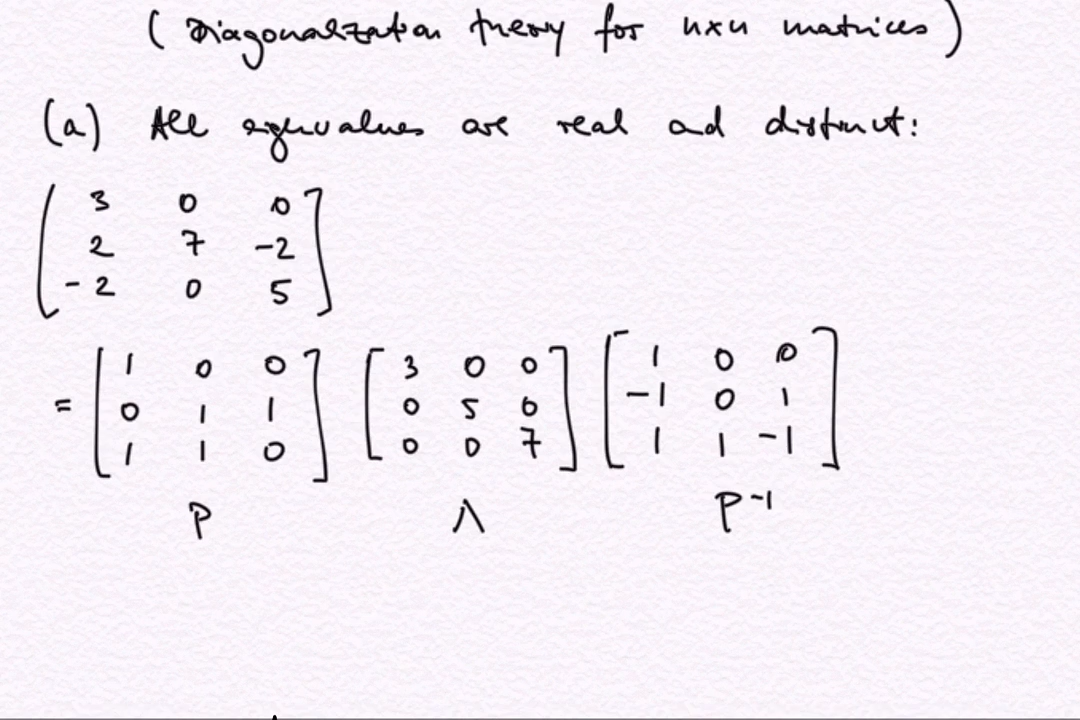 ( Diagonalization theory for nxn matrices )
(a) All eigenvalues are real and distinct:
3 0 0
2 7 -2
-2 0 5
= [ 1 0 0 ] [ 3 0 0 ] [ 1 0 0 ]
[ 0 1 1 ] [ 0 5 0 ] [ -1 0 1 ]
[ 1 1 0 ] [ 0 0 7 ] [ 1 1 -1 ]
P Λ P⁻¹